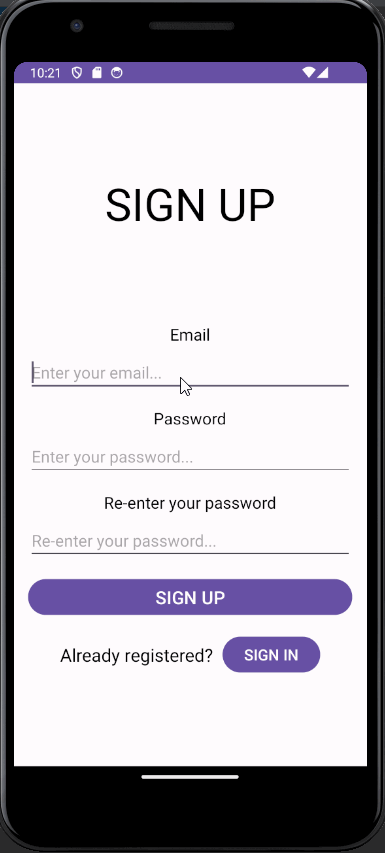 10:21
SIGN UP
Email
Enter your email...
Password
Enter your password...
Re-enter your password
Re-enter your password...
SIGN UP
Already registered? SIGN IN